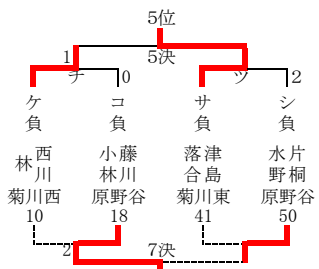 5位
1 5決
チ 0 ツ 2
ケ負 コ負 サ負 シ負
林 西川 小林 藤川 落合 津島 水野 片桐
菊川西 原野谷 菊川東 原野谷
10 18 41 50
2 7決